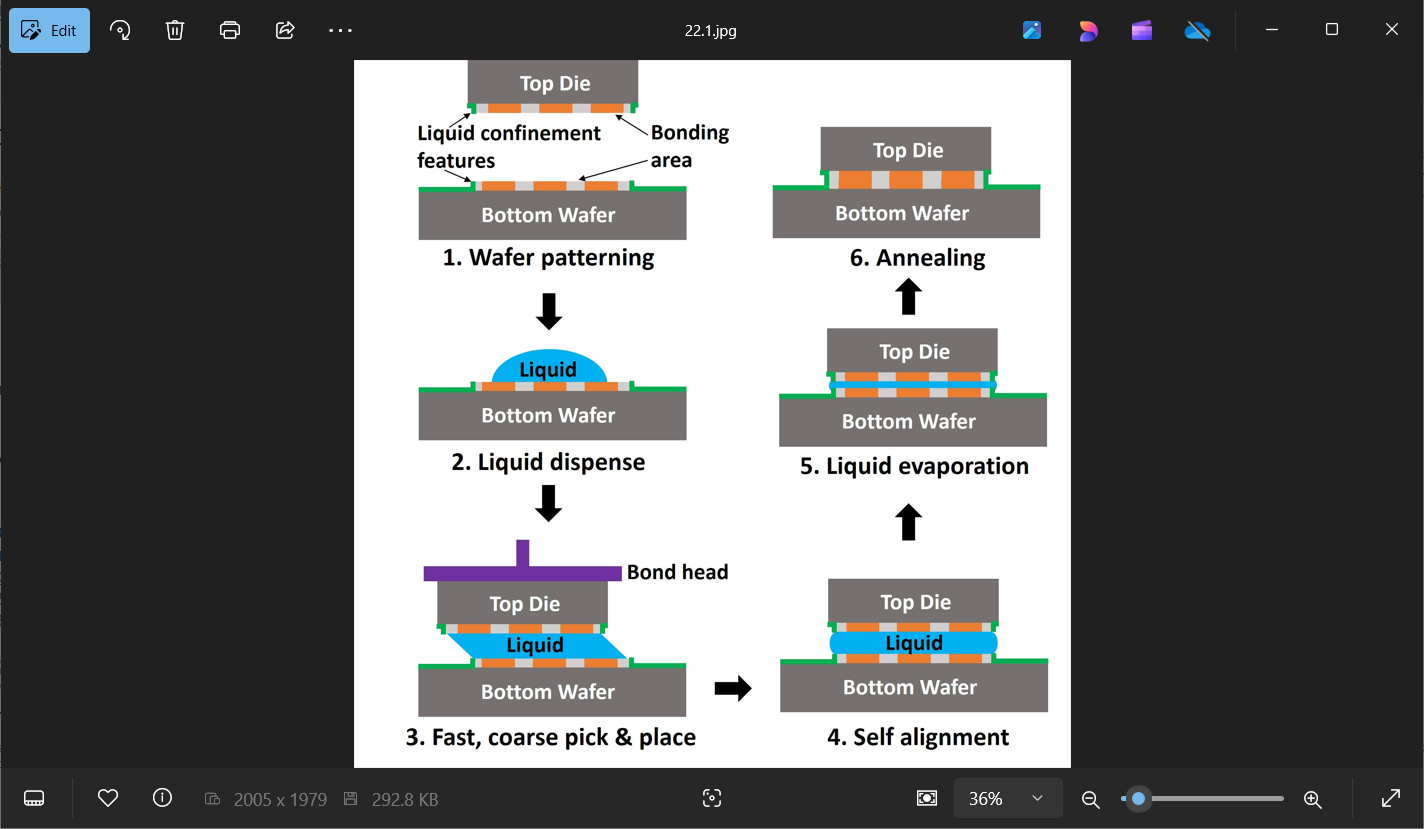 Edit
22.1.jpg
Top Die
Liquid confinement
features
Bonding
area
Bottom Wafer
1. Wafer patterning
Liquid
Bottom Wafer
2. Liquid dispense
Bond head
Top Die
Liquid
Bottom Wafer
3. Fast, coarse pick & place
Top Die
Liquid
Bottom Wafer
4. Self alignment
Top Die
Bottom Wafer
5. Liquid evaporation
Top Die
Bottom Wafer
6. Annealing
2005 x 1979
292.8 KB
36%